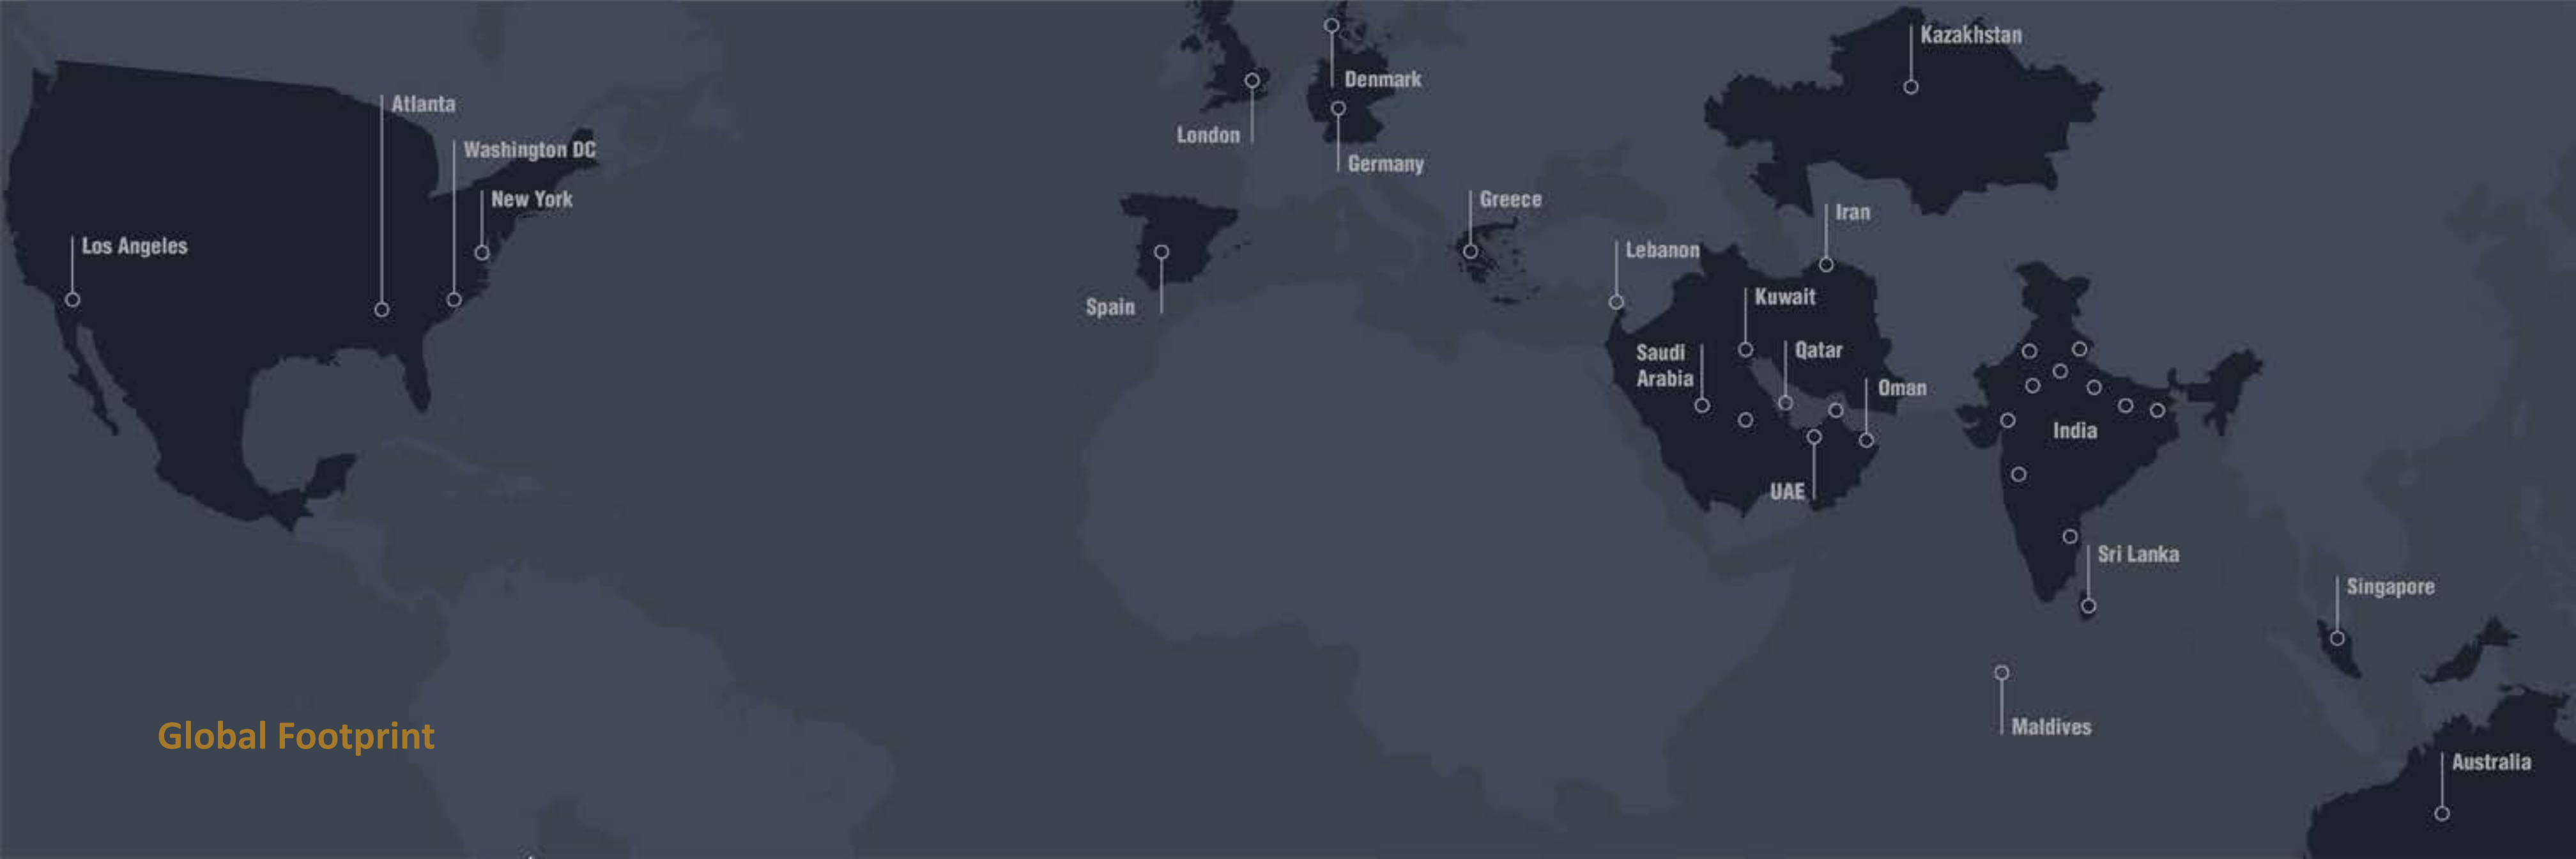 Kazakhstan
Denmark
Atlanta
London
Washington DC
Germany
New York
Greece
Iran
Los Angeles
Lebanon
Kuwait
Spain
Saudi
Arabia
Qatar
Oman
India
UAE
Sri Lanka
Singapore
Maldives
Global Footprint
Australia